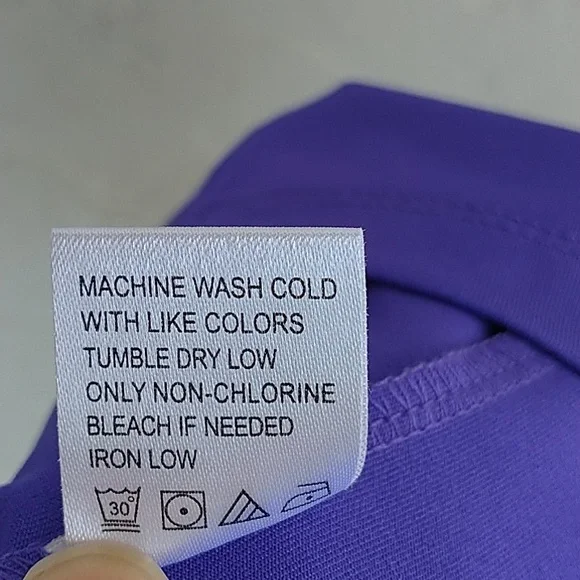 MACHINE WASH COLD
WITH LIKE COLORS
TUMBLE DRY LOW
ONLY NON-CHLORINE
BLEACH IF NEEDED
IRON LOW
30°